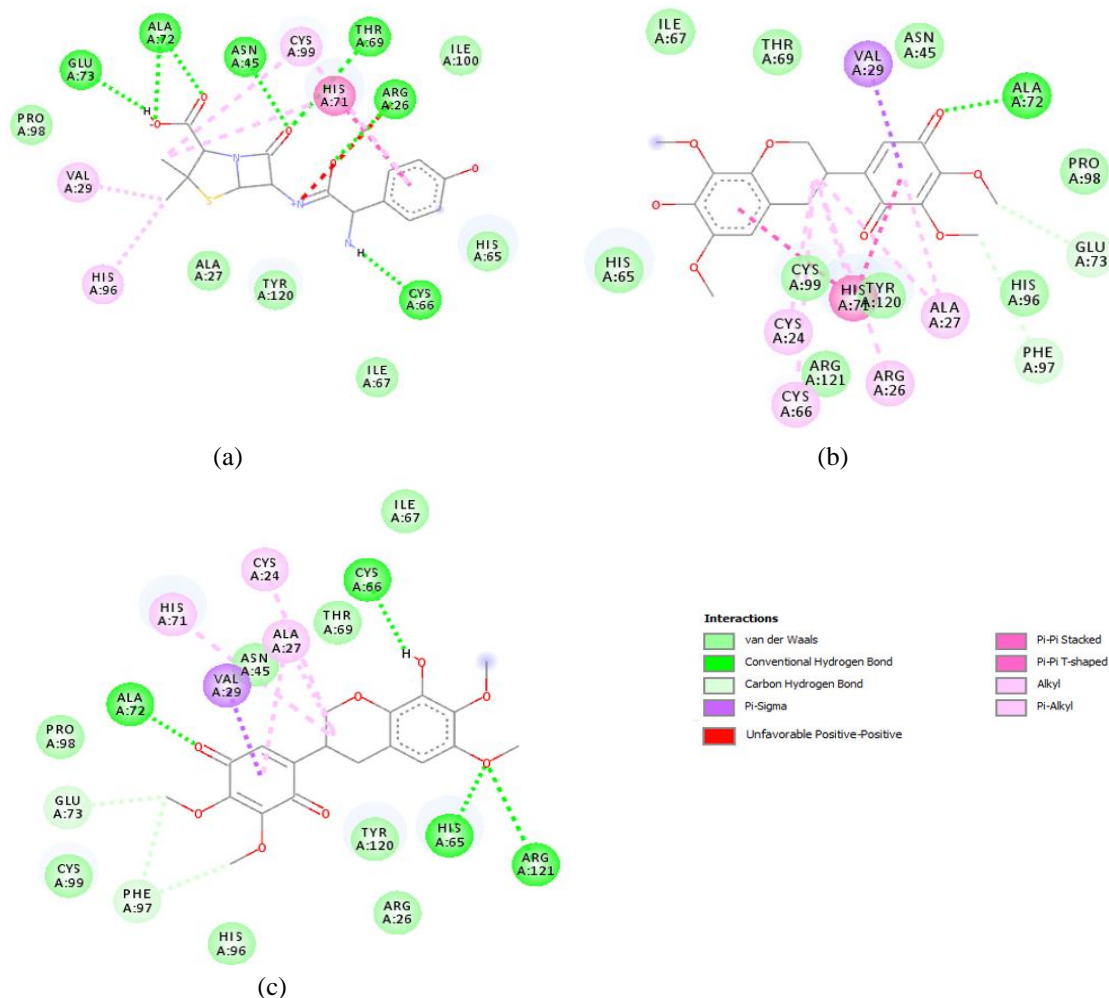 ALA
A:72
THR
A:69
ASN
A:45
CYS
A:99
ILE
A:100
GLU
A:73
HIS
A:71
ARG
A:26
PRO
A:98
H
O
O
O
O
O
N
S
+N
N
H
VAL
A:29
HIS
A:65
HIS
A:96
ALA
A:27
TYR
A:120
CYS
A:66
ILE
A:67
(a)
ILE
A:67
THR
A:69
VAL
A:29
ASN
A:45
ALA
A:72
PRO
A:98
O
O
O
O
O
O
O
O
GLU
A:73
HIS
A:65
CYS
A:99
HIS
TYR
A:120
HIS
A:96
ALA
A:27
CYS
A:24
PHE
A:97
ARG
A:121
ARG
A:26
CYS
A:66
(b)
ILE
A:67
CYS
A:24
CYS
A:66
HIS
A:71
THR
A:69
ALA
A:27
ASN
A:45
VAL
A:29
H
O
O
O
O
O
O
O
O
ALA
A:72
PRO
A:98
GLU
A:73
TYR
A:120
HIS
A:65
ARG
A:121
CYS
A:99
PHE
A:97
ARG
A:26
HIS
A:96
(c)
Interactions
van der Waals
Conventional Hydrogen Bond
Carbon Hydrogen Bond
Pi-Sigma
Unfavorable Positive-Positive
Pi-Pi Stacked
Pi-Pi T-shaped
Alkyl
Pi-Alkyl